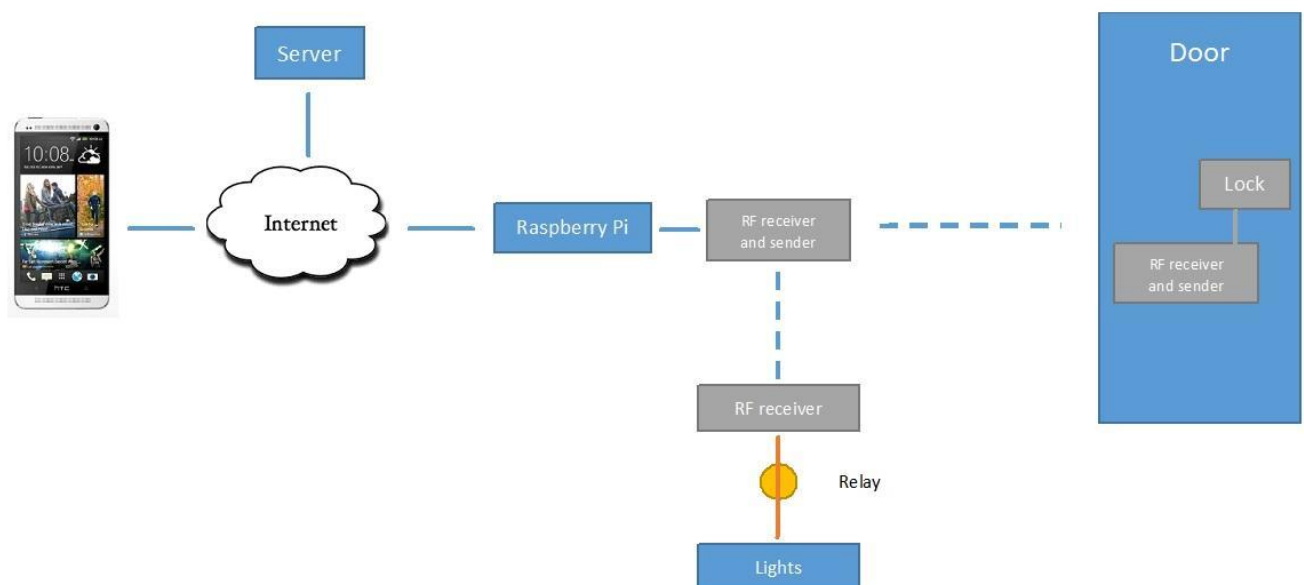 Server
Door
10:08
Internet
Lock
Raspberry Pi
RF receiver
and sender
RF receiver
and sender
hTC
RF receiver
Relay
Lights